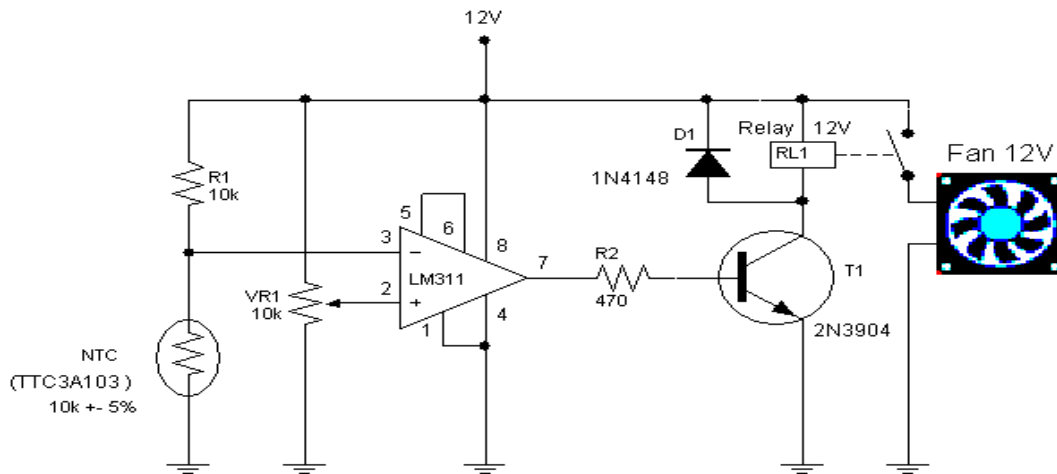 12V
D1
Relay 12V
RL1
Fan 12V
R1
10k
1N4148
5
6
3
8
−
LM311
7
R2
470
T1
VR1
10k
2
+
1
4
2N3904
NTC
(TTC3A103 )
10k +- 5%